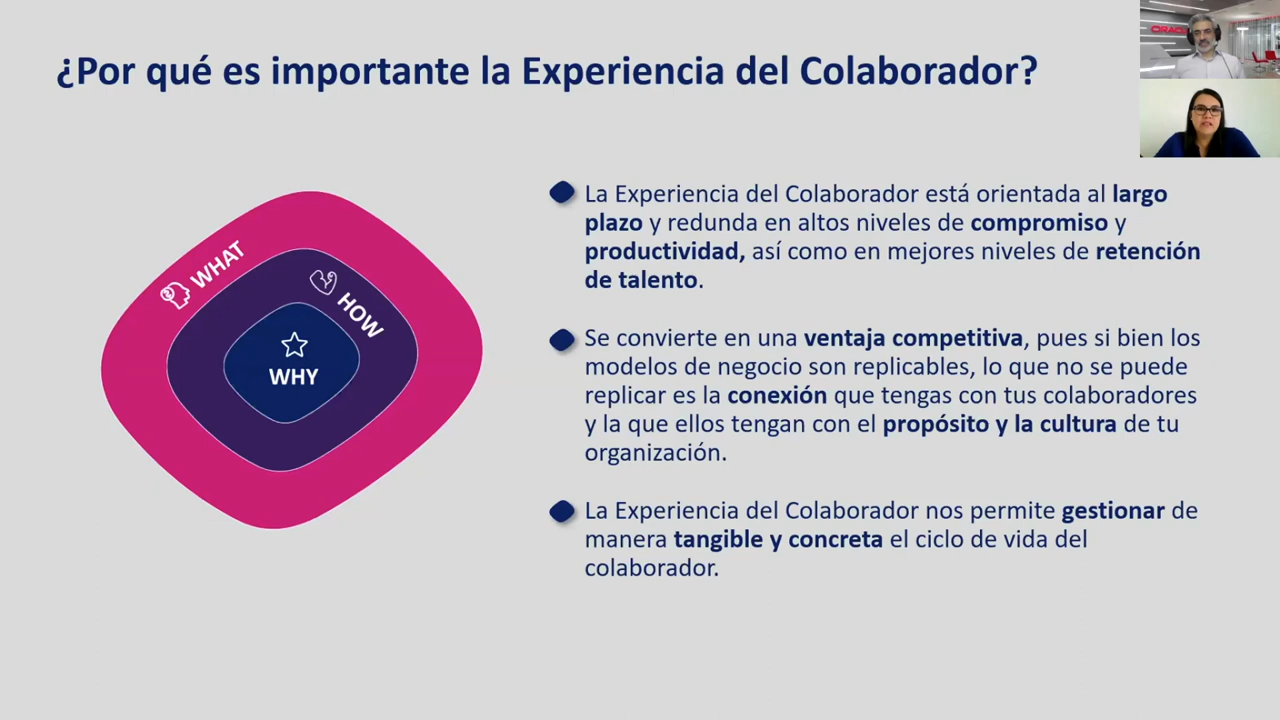 ¿Por qué es importante la Experiencia del Colaborador?
ORACLE
La Experiencia del Colaborador está orientada al largo
plazo y redunda en altos niveles de compromiso y
productividad, así como en mejores niveles de retención
de talento.
WHAT
HOW
WHY
Se convierte en una ventaja competitiva, pues si bien los
modelos de negocio son replicables, lo que no se puede
replicar es la conexión que tengas con tus colaboradores
y la que ellos tengan con el propósito y la cultura de tu
organización.
La Experiencia del Colaborador nos permite gestionar de
manera tangible y concreta el ciclo de vida del
colaborador.